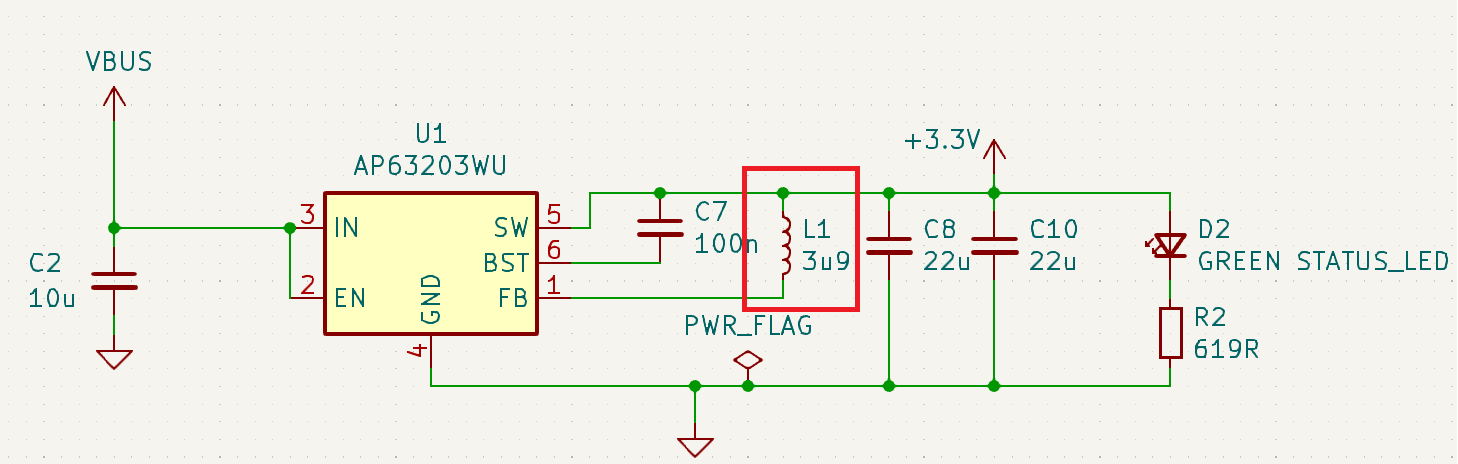 VBUS
U1
AP63203WU
+3.3V
3
IN
SW
5
C7
100n
L1
3u9
C8
22u
C10
22u
D2
GREEN STATUS_LED
C2
10u
BST
6
2
EN
GND
FB
1
4
PWR_FLAG
R2
619R